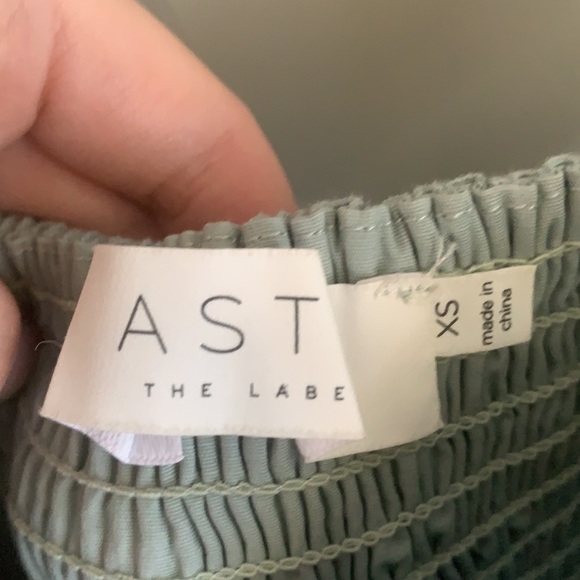 AST
THE LABE
XS
made in
china